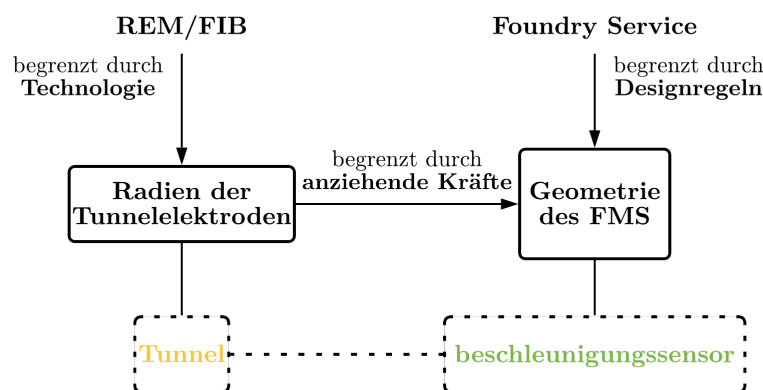 REM/FIB
Foundry Service
begrenzt durch
Technologie
begrenzt durch
Designregeln
begrenzt durch
anziehende Kräfte
Radien der
Tunnelelektroden
Geometrie
des FMS
Tunnel
beschleunigungssensor